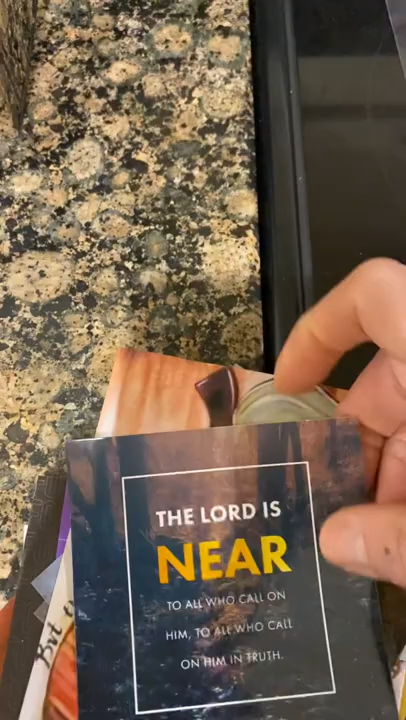 THE LORD IS
NEAR
TO ALL WHO CALL ON
HIM, TO ALL WHO CALL
ON HIM IN TRUTH.
But